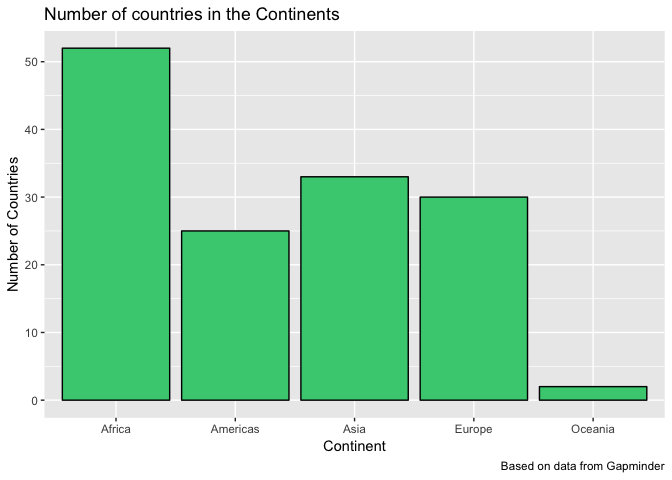 Number of countries in the Continents
Number of Countries
50
40
30
20
10
0
Africa Americas Asia Europe Oceania
Continent
Based on data from Gapminder